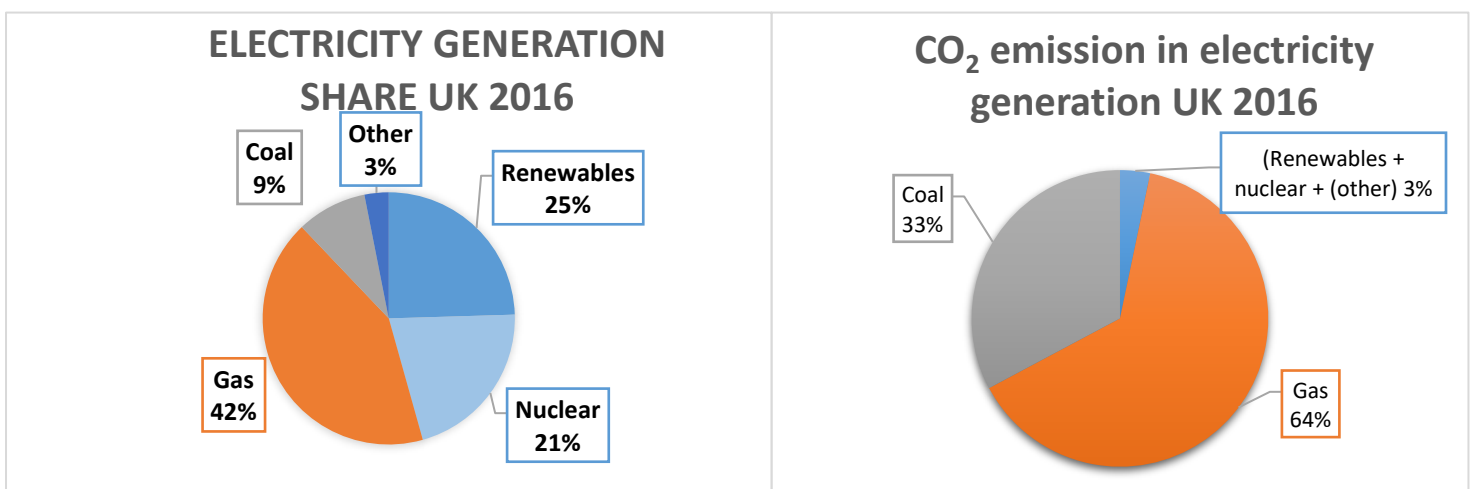 ELECTRICITY GENERATION
SHARE UK 2016
Other
3%
Coal
9%
Renewables
25%
Gas
42%
Nuclear
21%
CO₂ emission in electricity
generation UK 2016
(Renewables +
nuclear + (other) 3%
Coal
33%
Gas
64%